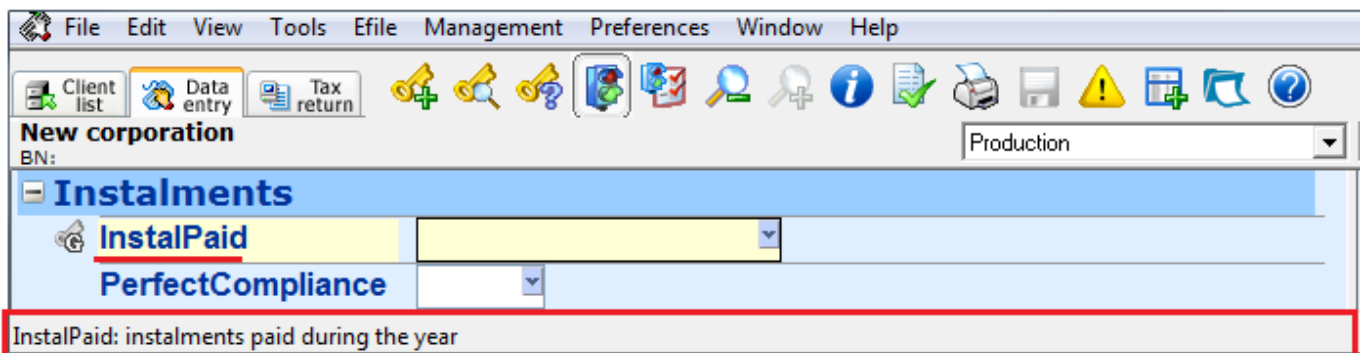 File Edit View Tools Efile Management Preferences Window Help
Client list
Data entry
Tax return
New corporation
Production
BN:
Instalments
InstalPaid
PerfectCompliance
InstalPaid: instalments paid during the year